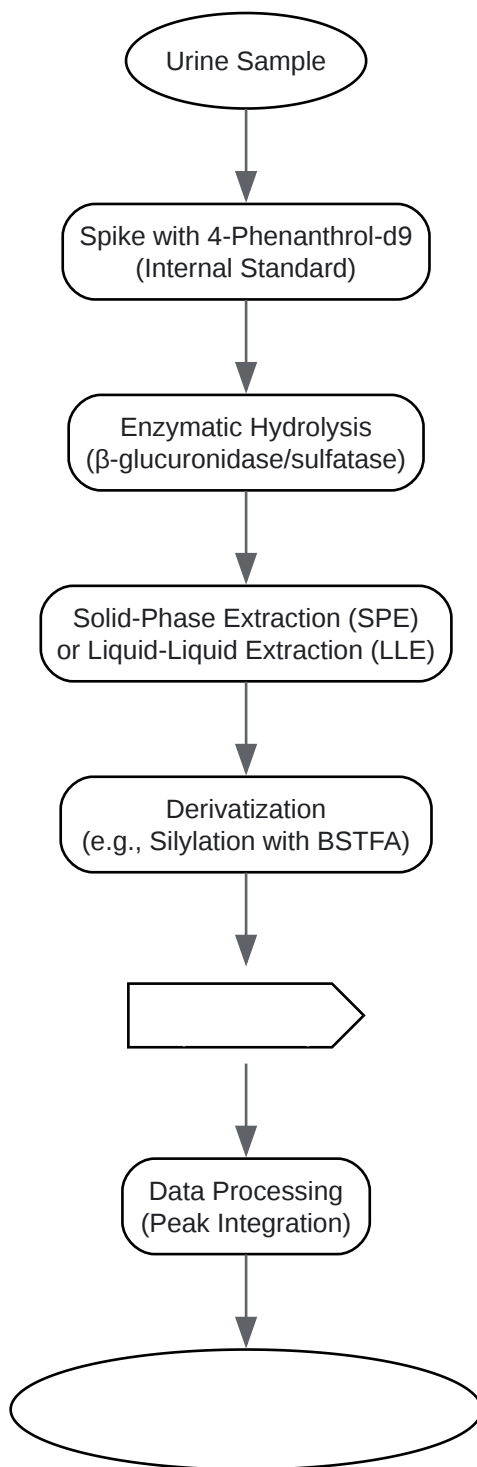 Urine Sample
Spike with 4-Phenanthrol-d9
(Internal Standard)
Enzymatic Hydrolysis
(β-glucuronidase/sulfatase)
Solid-Phase Extraction (SPE)
or Liquid-Liquid Extraction (LLE)
Derivatization
(e.g., Silylation with BSTFA)
Data Processing
(Peak Integration)